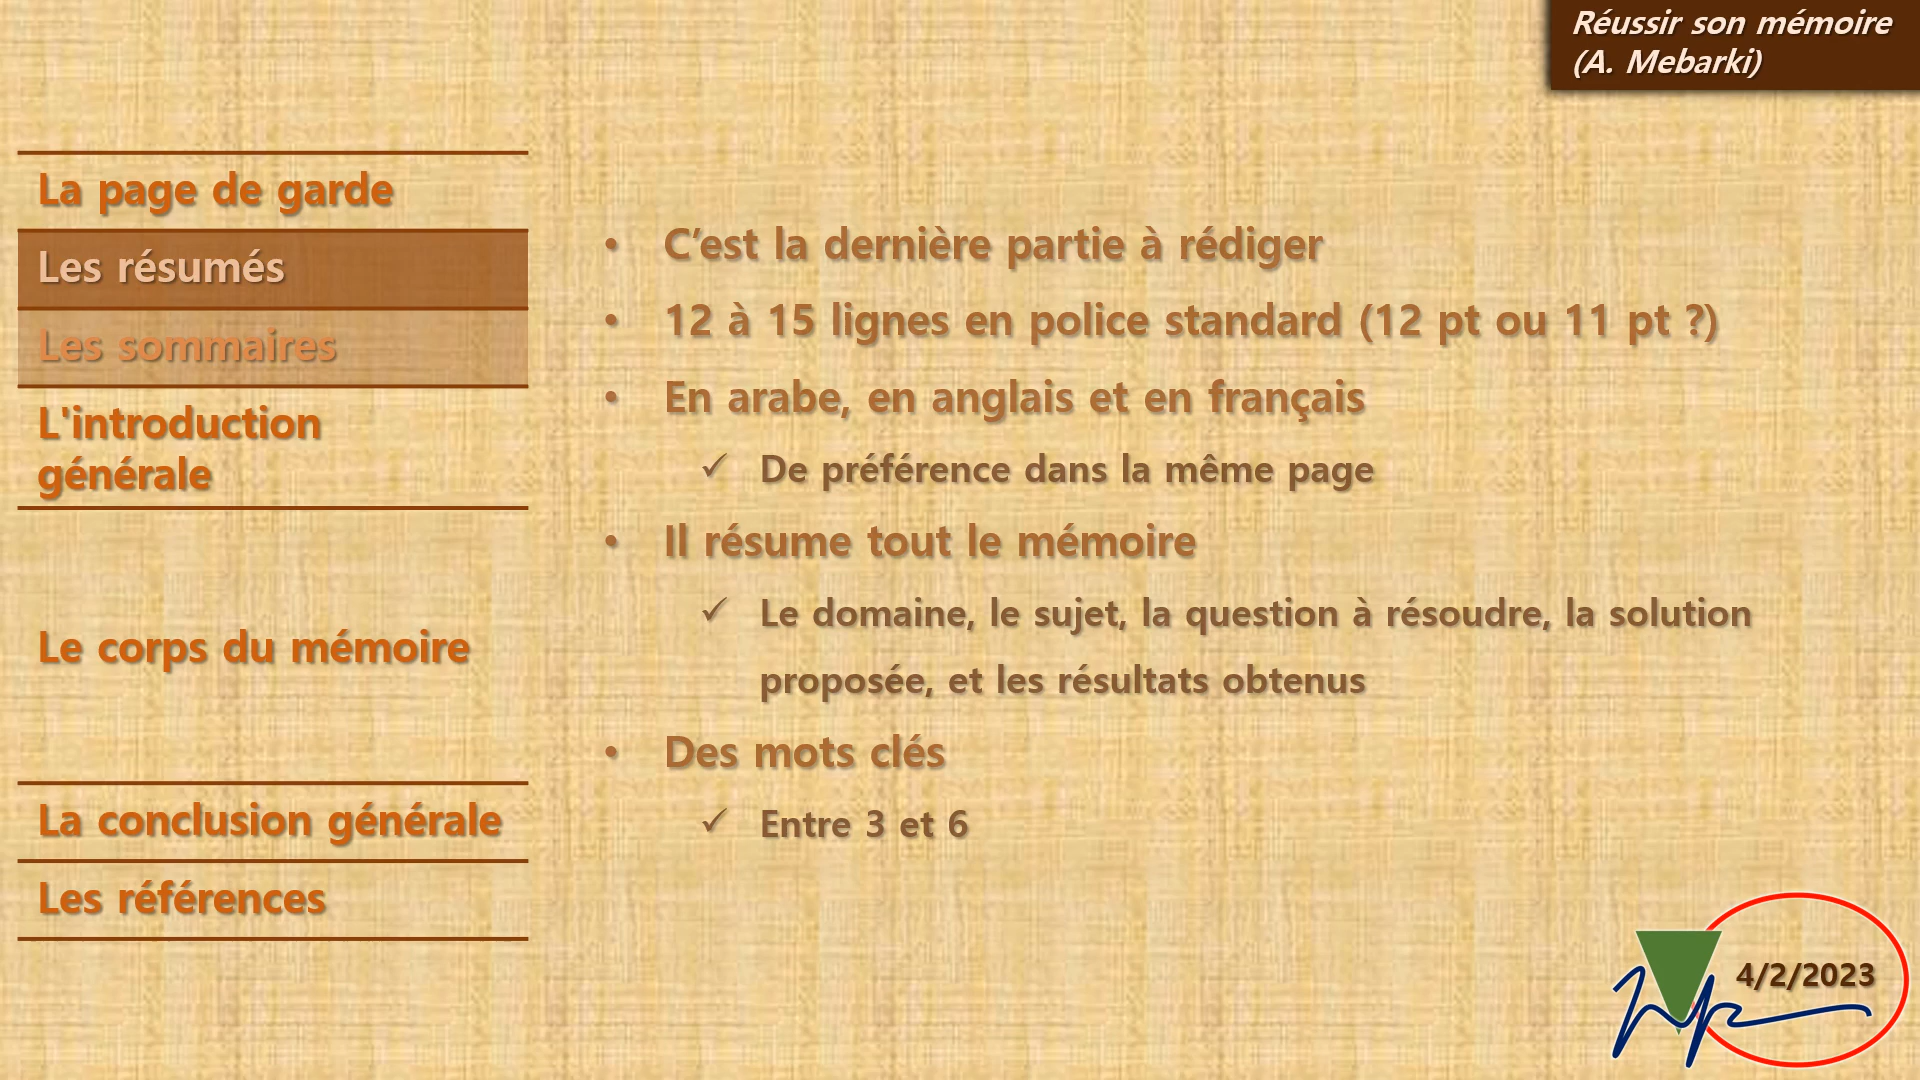 Réussir son mémoire
(A. Mebarki)
La page de garde
Les résumés
Les sommaires
L'introduction
générale
Le corps du mémoire
La conclusion générale
Les références
• C’est la dernière partie à rédiger
• 12 à 15 lignes en police standard (12 pt ou 11 pt ?)
• En arabe, en anglais et en français
✓ De préférence dans la même page
• Il résume tout le mémoire
✓ Le domaine, le sujet, la question à résoudre, la solution
proposée, et les résultats obtenus
• Des mots clés
✓ Entre 3 et 6
4/2/2023